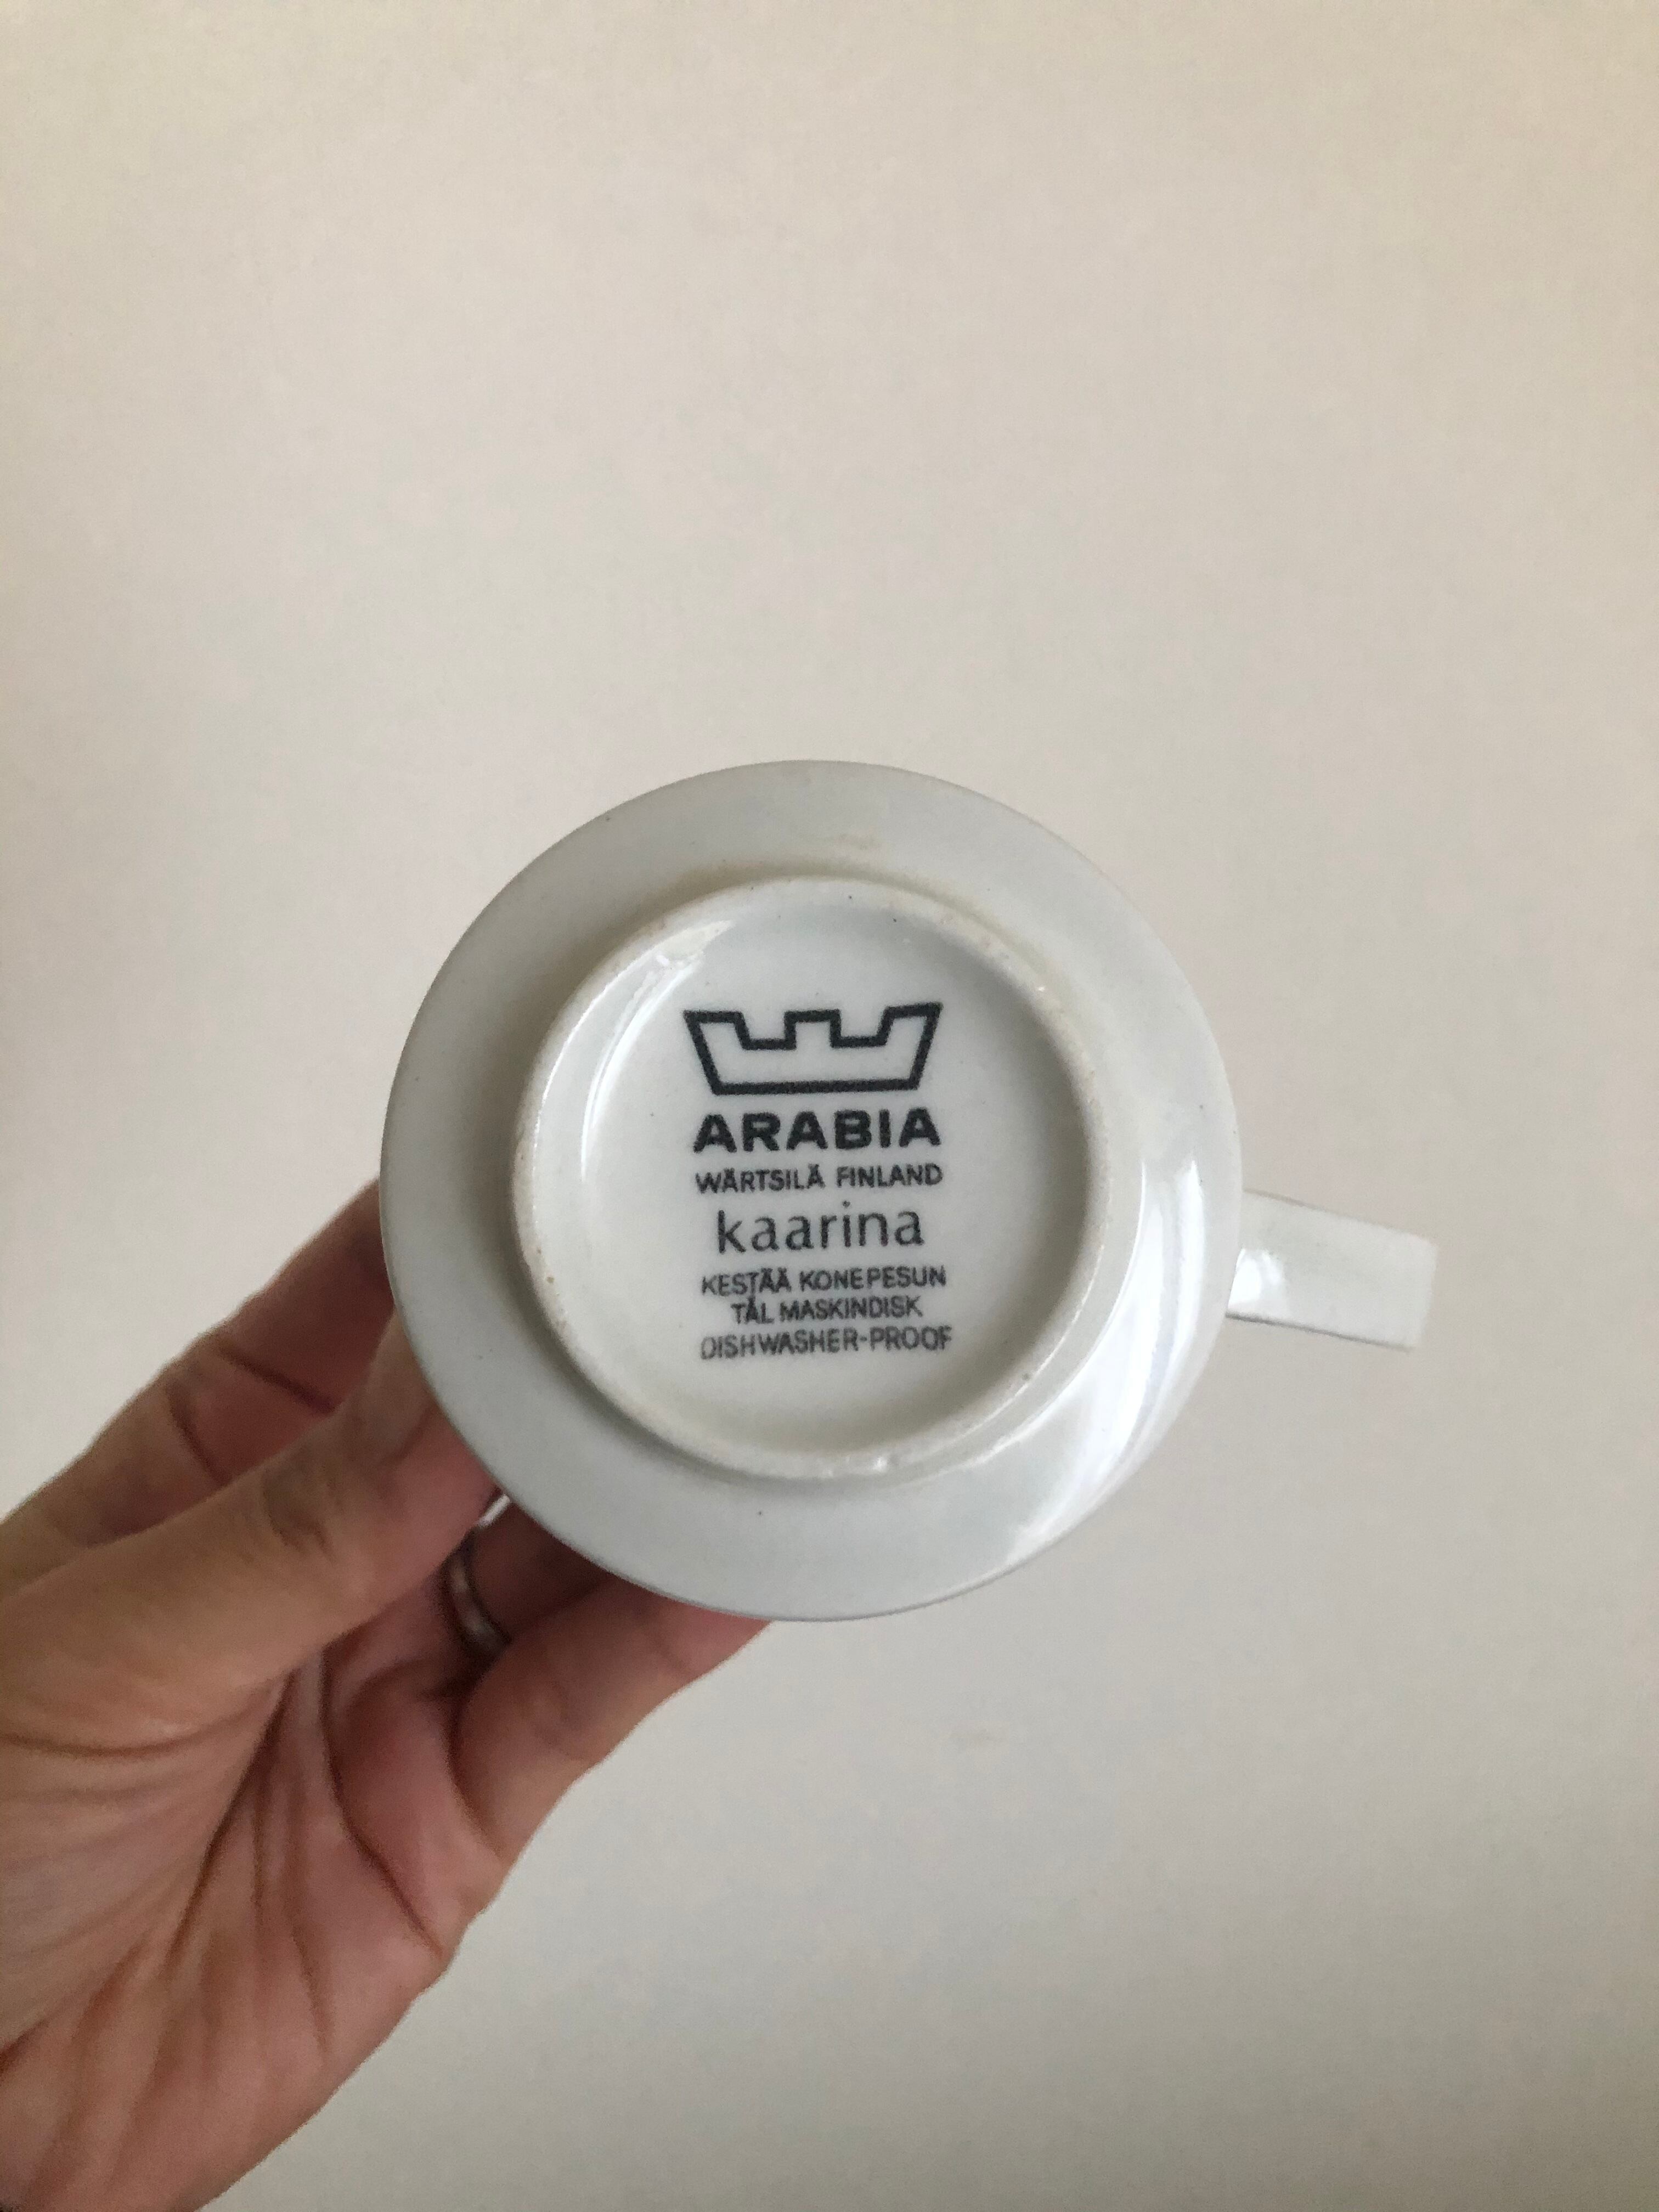 ARABIA
WÄRTSILÄ FINLAND
kaarina
KESTÄÄ KONEPESUN
TÅL MASKINDISK
DISHWASHER-PROOF